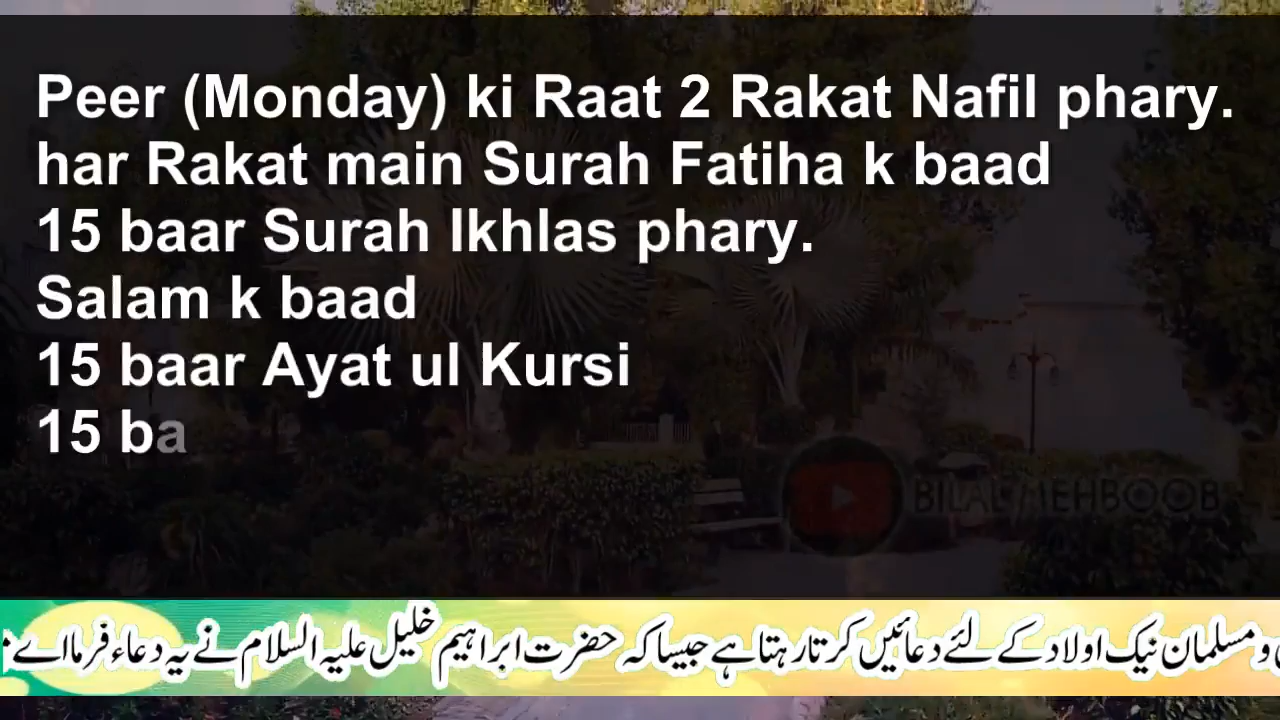 Peer (Monday) ki Raat 2 Rakat Nafil phary.
har Rakat main Surah Fatiha k baad
15 baar Surah Ikhlas phary.
Salam k baad
15 baar Ayat ul Kursi
15 ba
BILAL MEHBOOB
و مسلمان نیک اولاد کے لئے دعائیں کرتا رہتا ہے جیسا کہ حضرت ابراہیم خلیل علیہ السلام نے یہ دعاء فرما اے